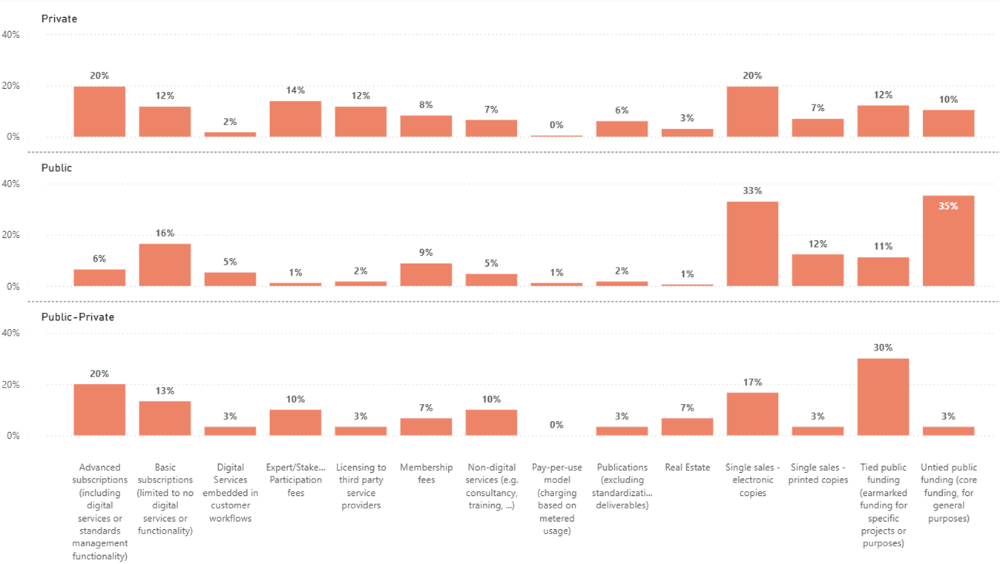 Private
40%
20% 20% 20%
12% 14% 12% 8% 7% 6% 7% 12% 10%
2% 0% 3%
0%
Public
40%
33% 35%
20% 16%
6% 5% 1% 2% 9% 5% 1% 2% 1% 12% 11%
0%
Public-Private
40%
30%
20% 20% 17%
13% 3% 10% 3% 7% 10% 0% 3% 7% 3% 3%
0%
Advanced
subscriptions
(including
digital
services or
standards
management
functionality)
Basic
subscriptions
(limited to no
digital
services or
functionality)
Digital
Services
embedded in
customer
workflows
Expert/Stake...
Participation
fees
Licensing to
third party
service
providers
Membership
fees
Non-digital
services (e.g.
consultancy,
training, ...)
Pay-per-use
model
(charging
based on
metered
usage)
Publications
(excluding
standardizati...
deliverables)
Real Estate
Single sales -
electronic
copies
Single sales -
printed copies
Tied public
funding
(earmarked
funding for
specific
projects or
purposes)
Untied public
funding (core
funding, for
general
purposes)